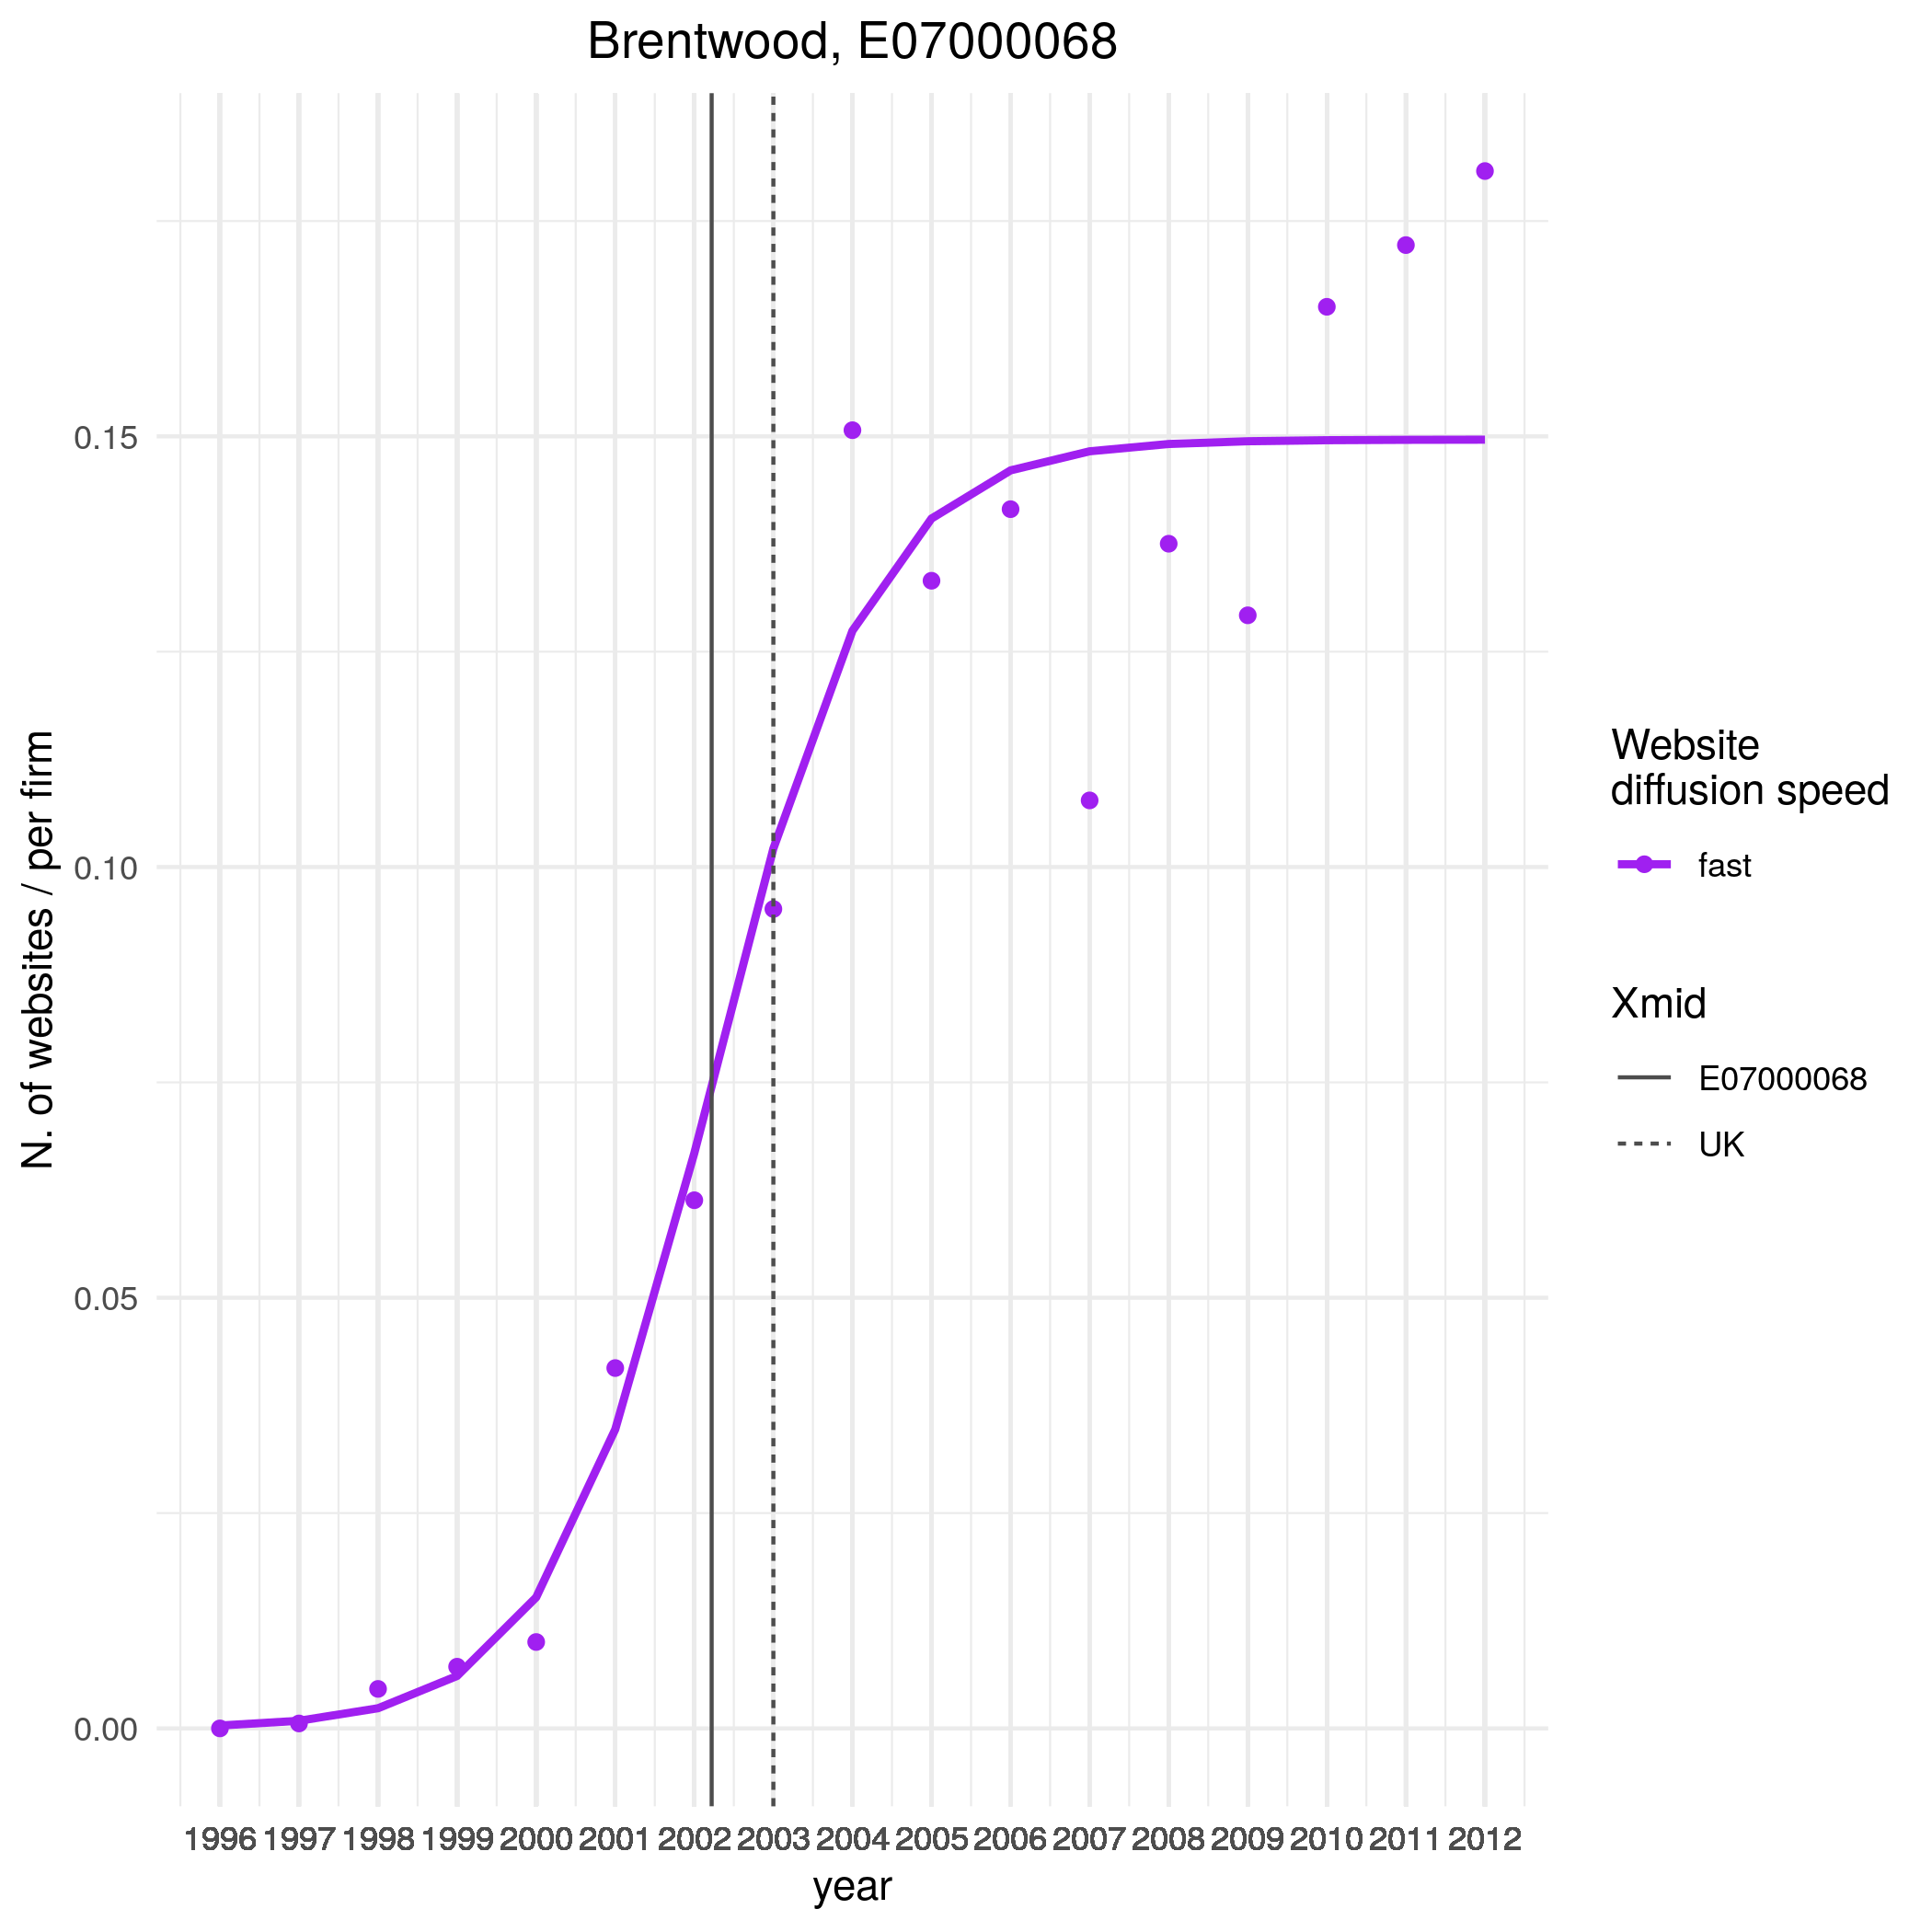 Brentwood, E07000068
N. of websites / per firm
0.15
0.10
0.05
0.00
1996 1997 1998 1999 2000 2001 2002 2003 2004 2005 2006 2007 2008 2009 2010 2011 2012
year
Website
diffusion speed
fast
Xmid
E07000068
UK